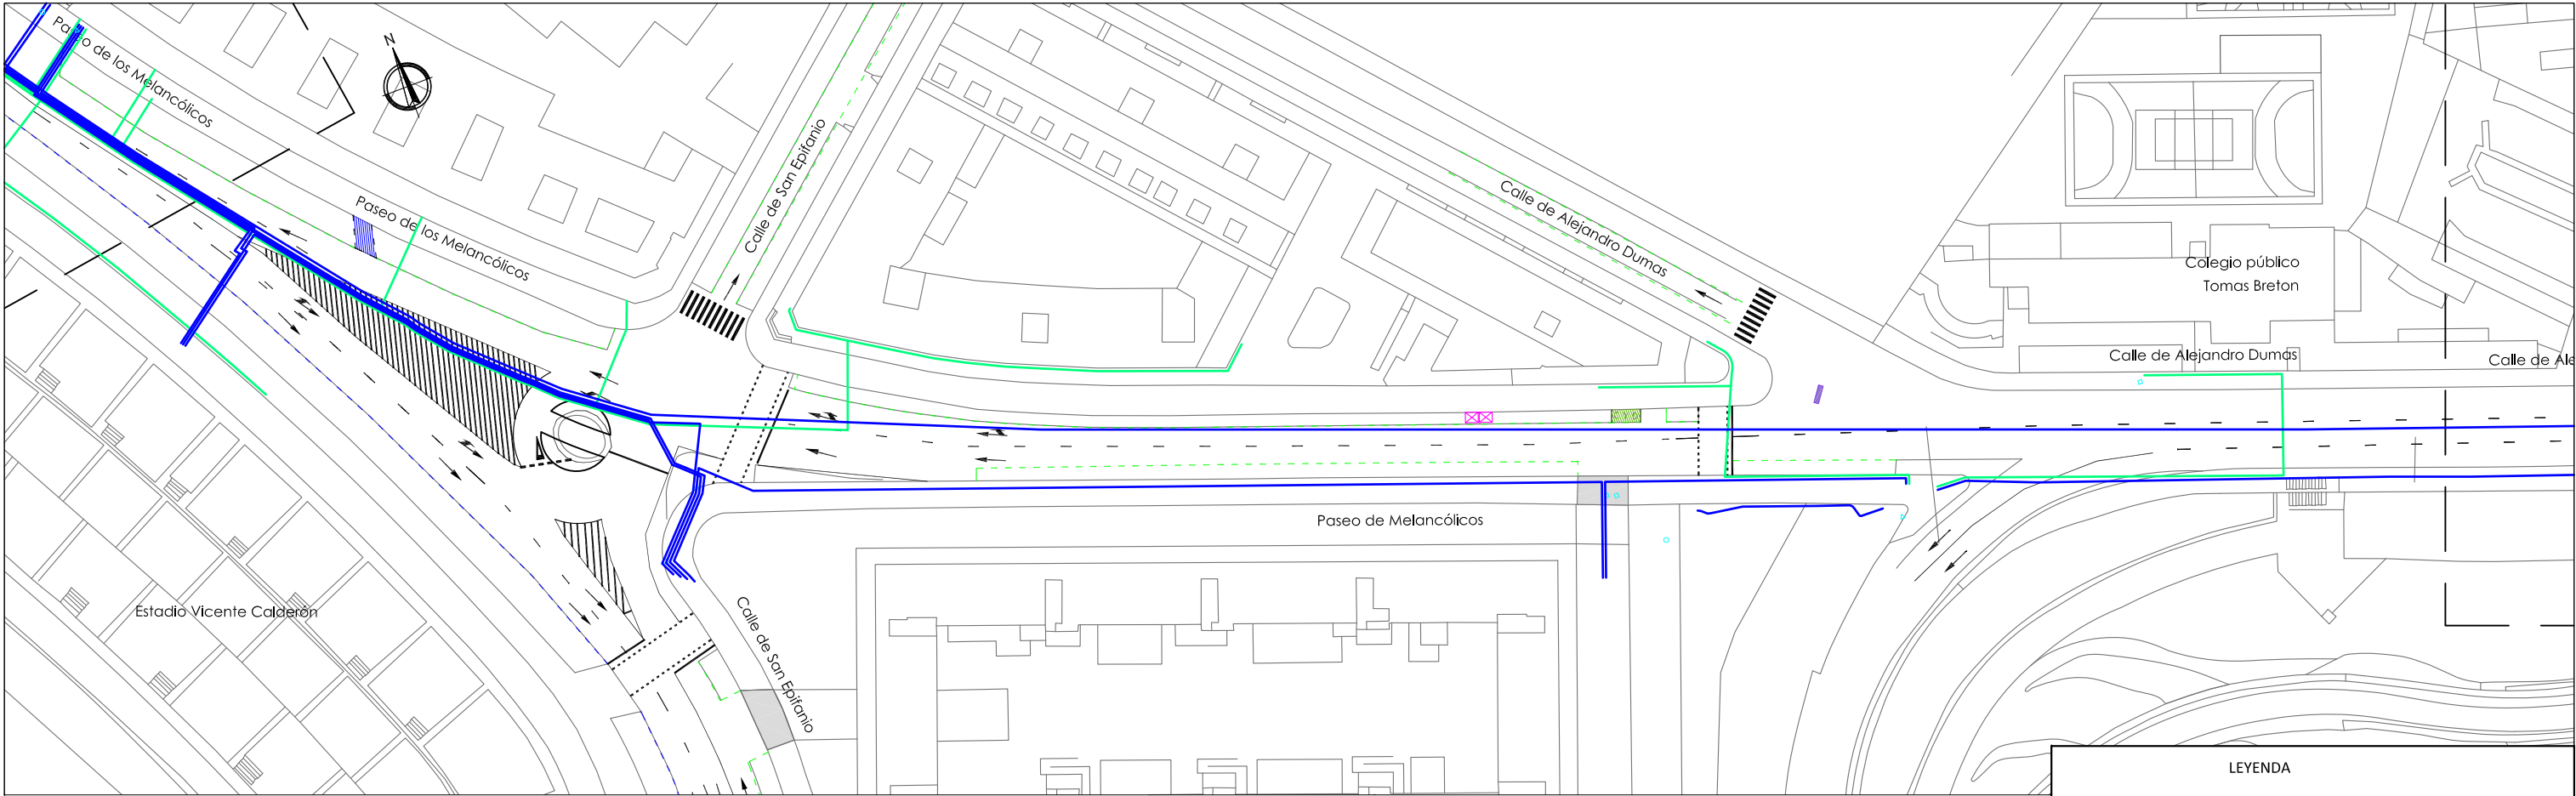 Paseo de los Melancólicos
N
Paseo de los Melancólicos
Calle de San Epifanio
Calle de Alejandro Dumas
Colegio público
Tomas Breton
Calle de Alejandro Dumas
Calle de Ale
Paseo de Melancólicos
Estadio Vicente Calderón
Calle de San Epifanio
LEYENDA